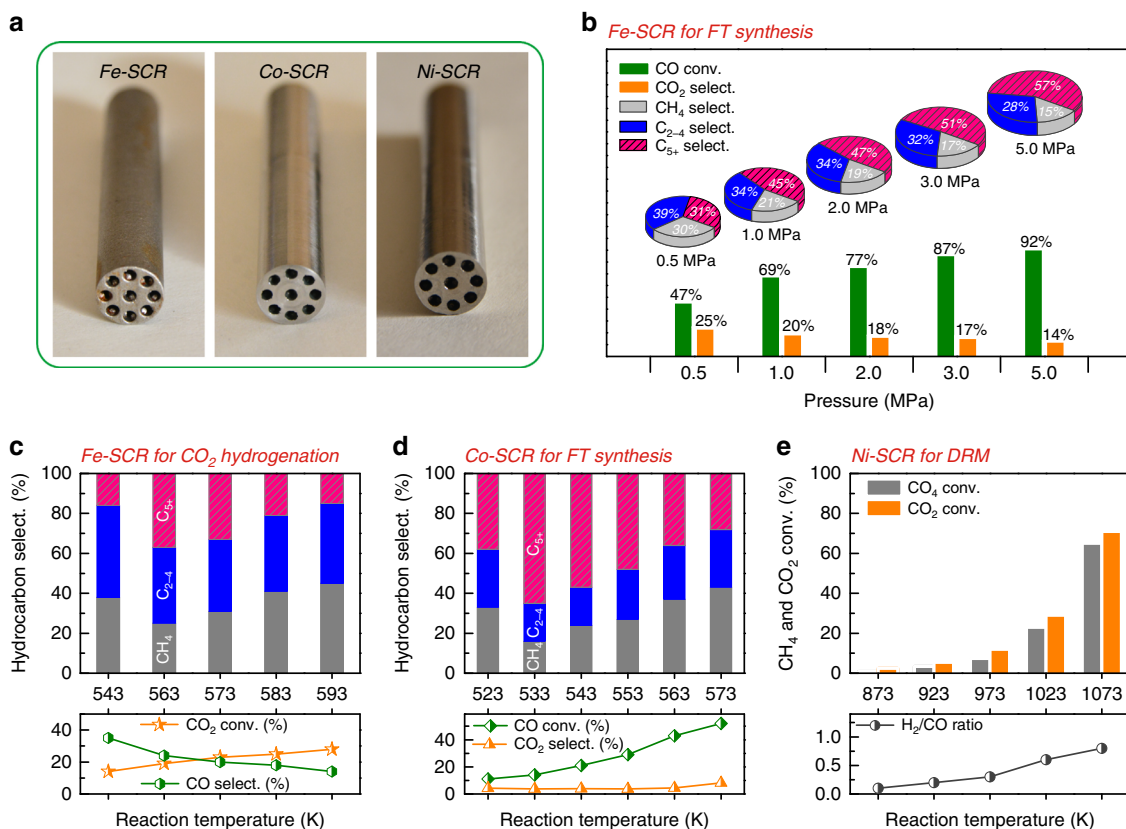 a
Fe-SCR
Co-SCR
Ni-SCR
b
Fe-SCR for FT synthesis
CO conv.
CO₂ select.
CH₄ select.
C₂₋₄ select.
C₅₊ select.
39% 31% 30%
0.5 MPa
34% 45% 21%
1.0 MPa
34% 47% 19%
2.0 MPa
32% 51% 17%
3.0 MPa
28% 57% 15%
5.0 MPa
47% 25%
69% 20%
77% 18%
87% 17%
92% 14%
0.5 1.0 2.0 3.0 5.0
Pressure (MPa)
c
Fe-SCR for CO₂ hydrogenation
Hydrocarbon select. (%)
100
80
60
40
20
0
C₅₊
C₂₋₄
CH₄
543 563 573 583 593
40
20
0
CO₂ conv. (%)
CO select. (%)
Reaction temperature (K)
d
Co-SCR for FT synthesis
Hydrocarbon select. (%)
100
80
60
40
20
0
C₅₊
C₂₋₄
CH₄
523 533 543 553 563 573
40
20
0
CO conv. (%)
CO₂ select. (%)
Reaction temperature (K)
e
Ni-SCR for DRM
CH₄ and CO₂ conv. (%)
100
80
60
40
20
0
CO₄ conv.
CO₂ conv.
873 923 973 1023 1073
1.0
0.5
0.0
H₂/CO ratio
Reaction temperature (K)